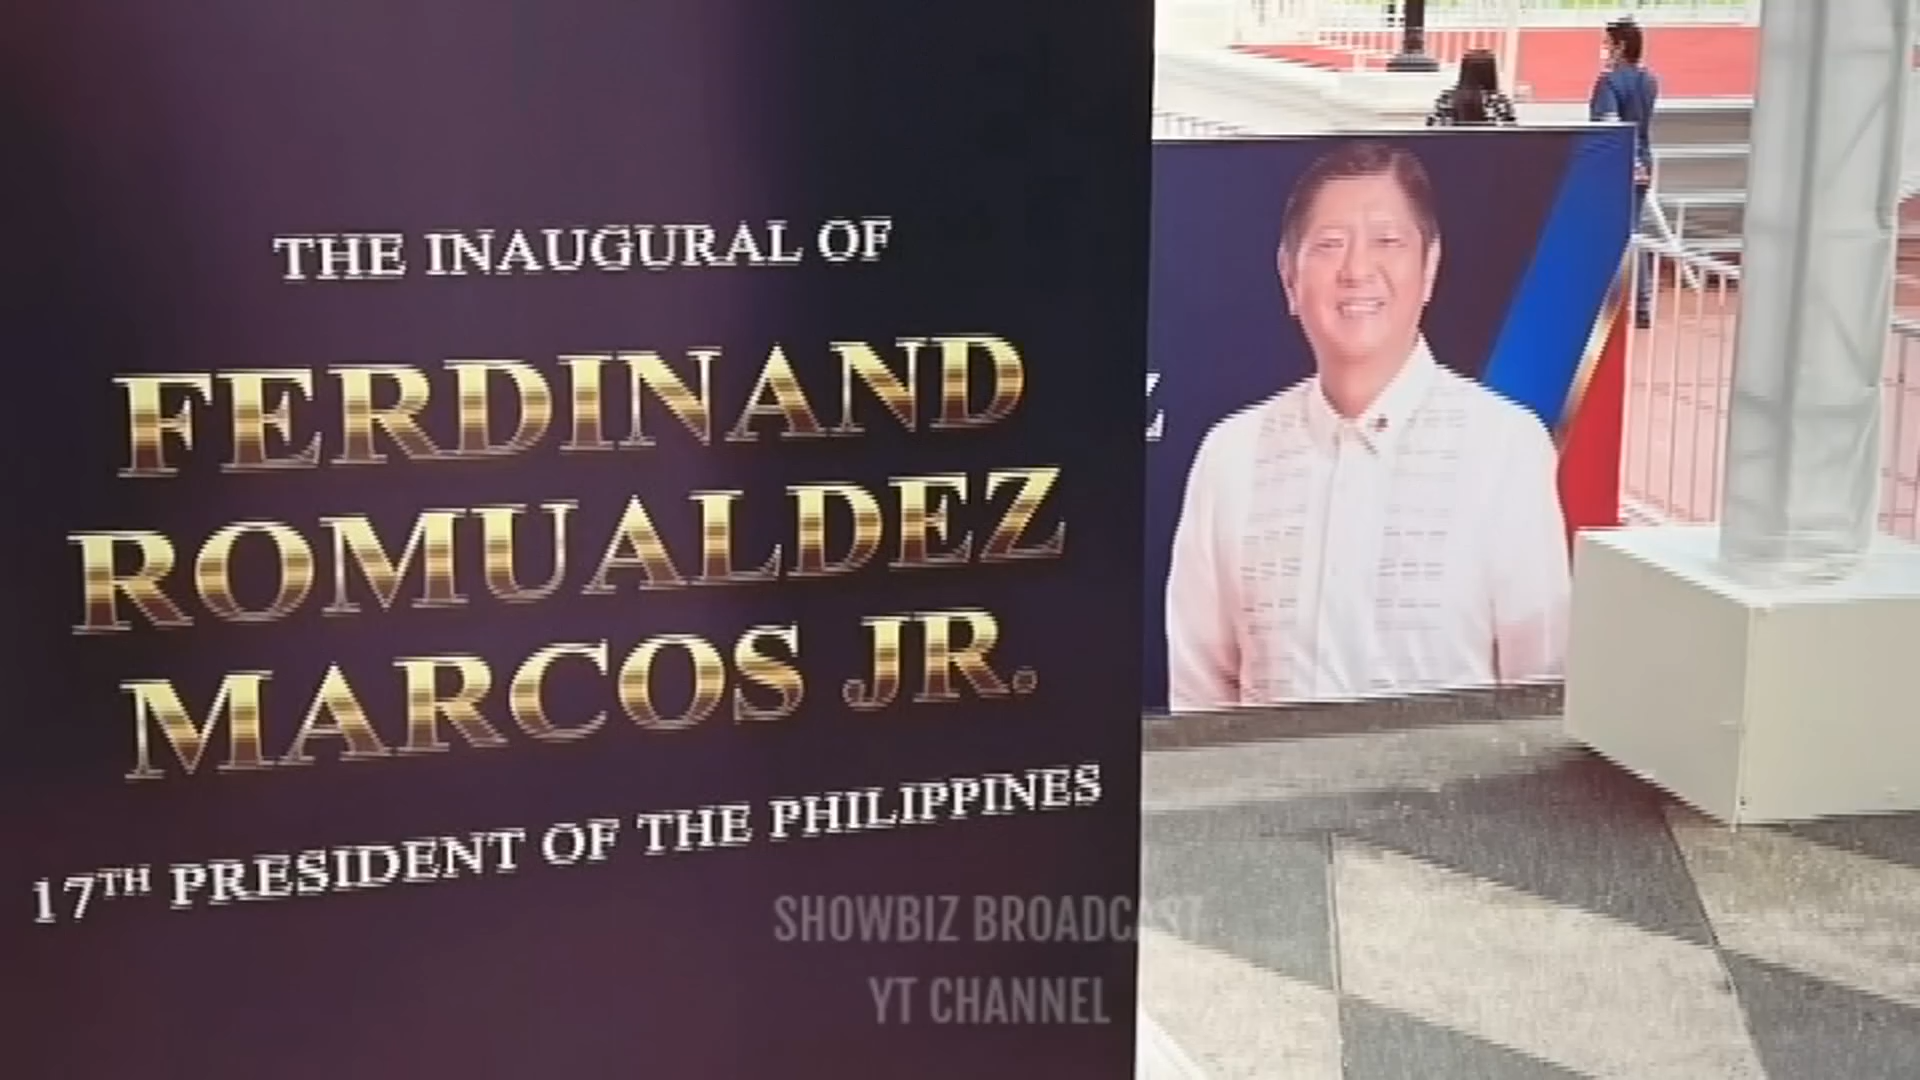 THE INAUGURAL OF
FERDINAND
ROMUALDEZ
MARCOS JR.
17TH PRESIDENT OF THE PHILIPPINES
Z
SHOWBIZ BROADCAST
YT CHANNEL